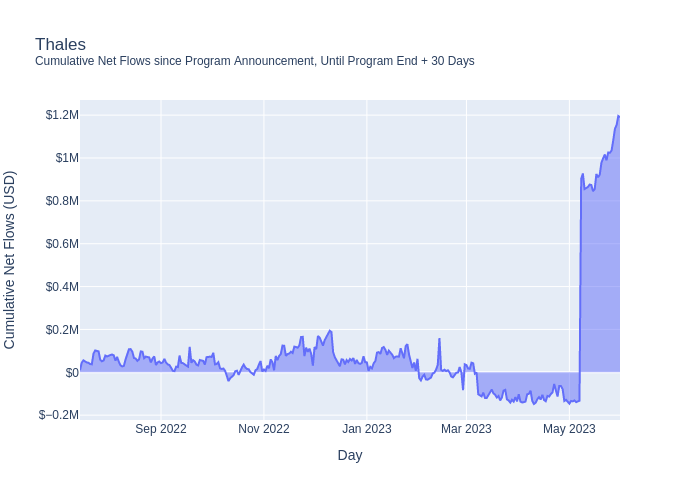 Thales
Cumulative Net Flows since Program Announcement, Until Program End + 30 Days
Cumulative Net Flows (USD)
$1.2M
$1M
$0.8M
$0.6M
$0.4M
$0.2M
$0
$−0.2M
Sep 2022
Nov 2022
Jan 2023
Mar 2023
May 2023
Day